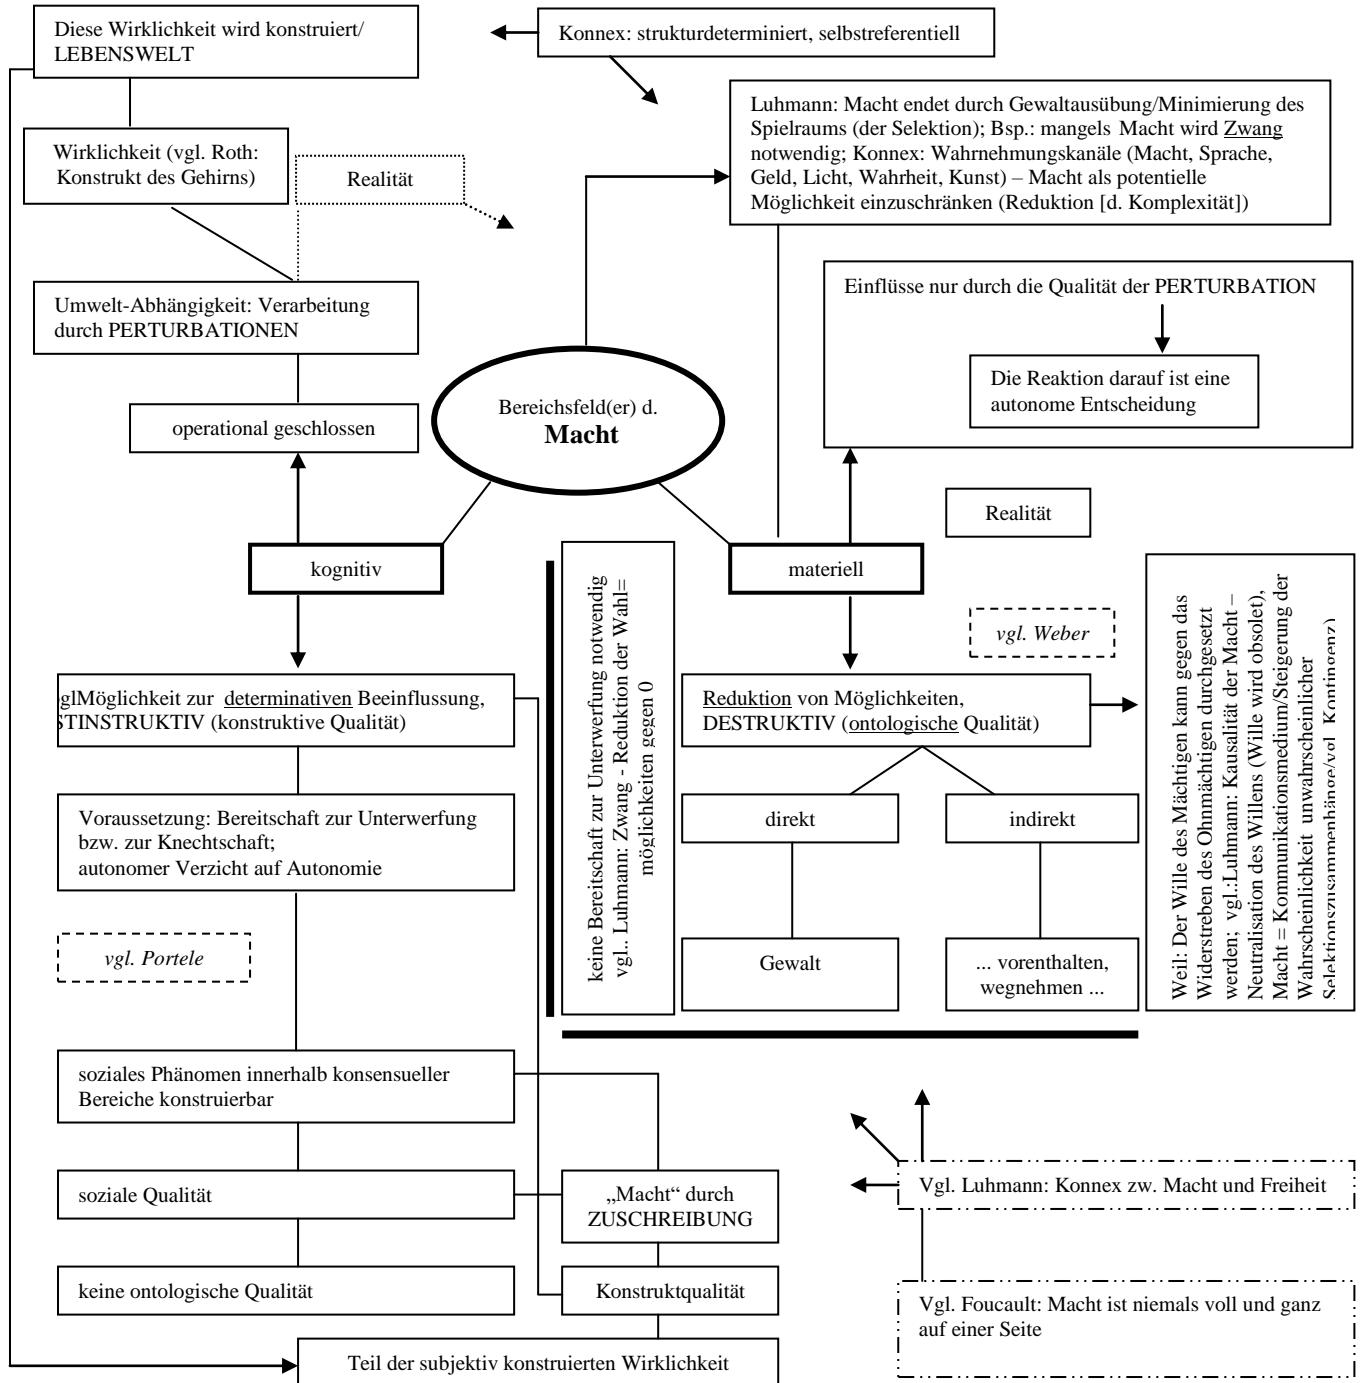 Diese Wirklichkeit wird konstruiert/
LEBENSWELT
Konnex: strukturdeterminiert, selbstreferentiell
Luhmann: Macht endet durch Gewaltausübung/Minimierung des
Spielraums (der Selektion); Bsp.: mangels Macht wird Zwang
notwendig; Konnex: Wahrnehmungskanäle (Macht, Sprache,
Geld, Licht, Wahrheit, Kunst) – Macht als potentielle
Möglichkeit einzuschränken (Reduktion [d. Komplexität])
Wirklichkeit (vgl. Roth:
Konstrukt des Gehirns)
Realität
Umwelt-Abhängigkeit: Verarbeitung
durch PERTURBATIONEN
Einflüsse nur durch die Qualität der PERTURBATION
Die Reaktion darauf ist eine
autonome Entscheidung
operational geschlossen
Bereichsfeld(er) d.
Macht
Realität
kognitiv
materiell
keine Bereitschaft zur Unterwerfung notwendig
vgl.. Luhmann: Zwang - Reduktion der Wahl=
möglichkeiten gegen 0
vgl. Weber
Weil: Der Wille des Mächtigen kann gegen das
Widerstreben des Ohnmächtigen durchgesetzt
werden; vgl.:Luhmann: Kausalität der Macht –
Neutralisation des Willens (Wille wird obsolet),
Macht = Kommunikationsmedium/Steigerung der
Wahrscheinlichkeit unwahrscheinlicher
Selektionszusammenhänge/vgl. Kontingenz)
glMöglichkeit zur determinativen Beeinflussung,
STINSTRUKTIV (konstruktive Qualität)
Reduktion von Möglichkeiten,
DESTRUKTIV (ontologische Qualität)
Voraussetzung: Bereitschaft zur Unterwerfung
bzw. zur Knechtschaft;
autonomer Verzicht auf Autonomie
direkt
indirekt
vgl. Portele
Gewalt
... vorenthalten,
wegnehmen ...
soziales Phänomen innerhalb konsensueller
Bereiche konstruierbar
soziale Qualität
„Macht“ durch
ZUSCHREIBUNG
Vgl. Luhmann: Konnex zw. Macht und Freiheit
keine ontologische Qualität
Konstruktqualität
Vgl. Foucault: Macht ist niemals voll und ganz
auf einer Seite
Teil der subjektiv konstruierten Wirklichkeit